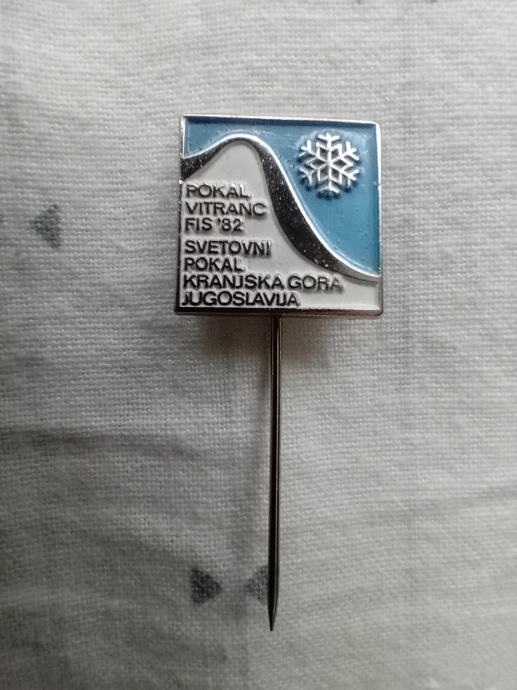 POKAL
VITRANC
FIS '82
SVETOVNI
POKAL
KRANJSKA GORA
JUGOSLAVIJA